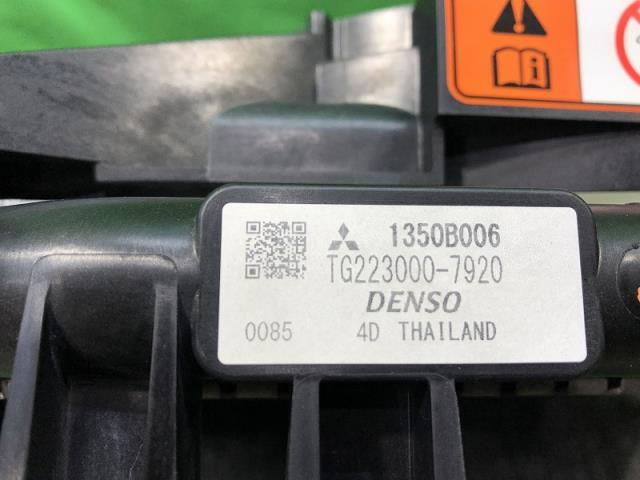 1350B006
TG223000-7920
DENSO
0085 4D THAILAND